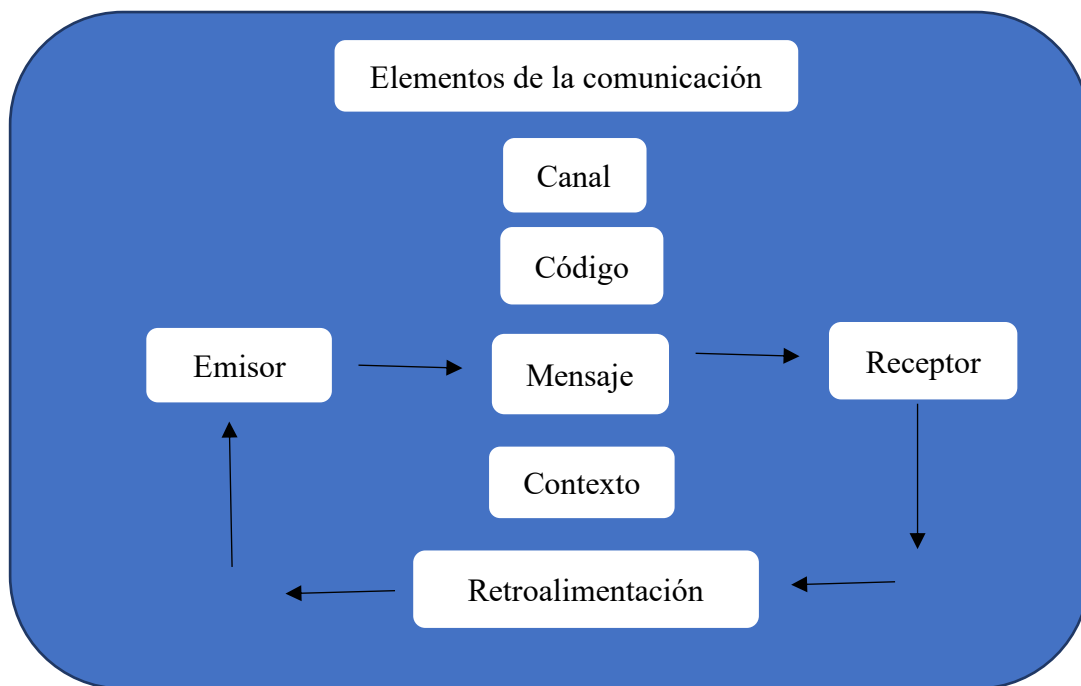 Elementos de la comunicación
Canal
Código
Emisor
Mensaje
Receptor
Contexto
Retroalimentación